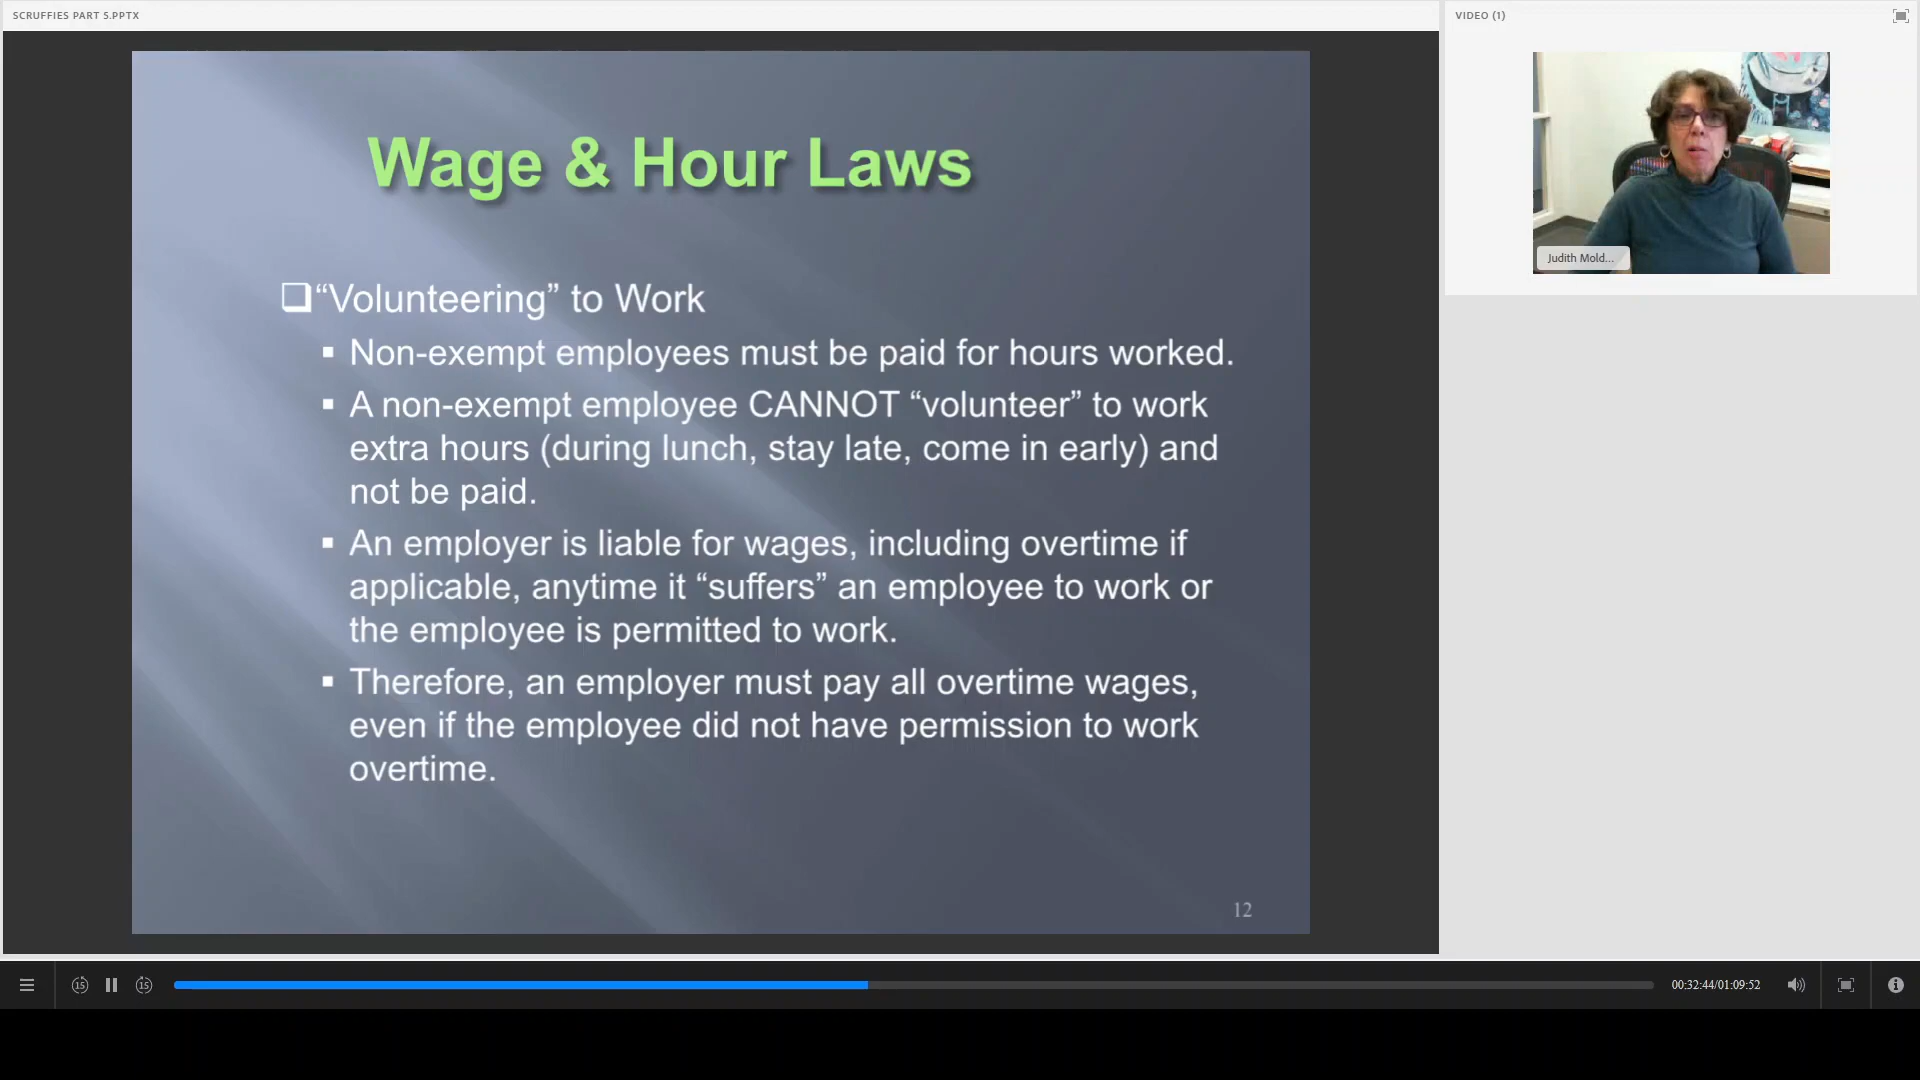 SCRUFFIES PART 5.PPTX
VIDEO (1)
Wage & Hour Laws
“Volunteering” to Work
Non-exempt employees must be paid for hours worked.
A non-exempt employee CANNOT “volunteer” to work
extra hours (during lunch, stay late, come in early) and
not be paid.
An employer is liable for wages, including overtime if
applicable, anytime it “suffers” an employee to work or
the employee is permitted to work.
Therefore, an employer must pay all overtime wages,
even if the employee did not have permission to work
overtime.
12
Judith Mold...
15
15
00:32:44/01:09:52